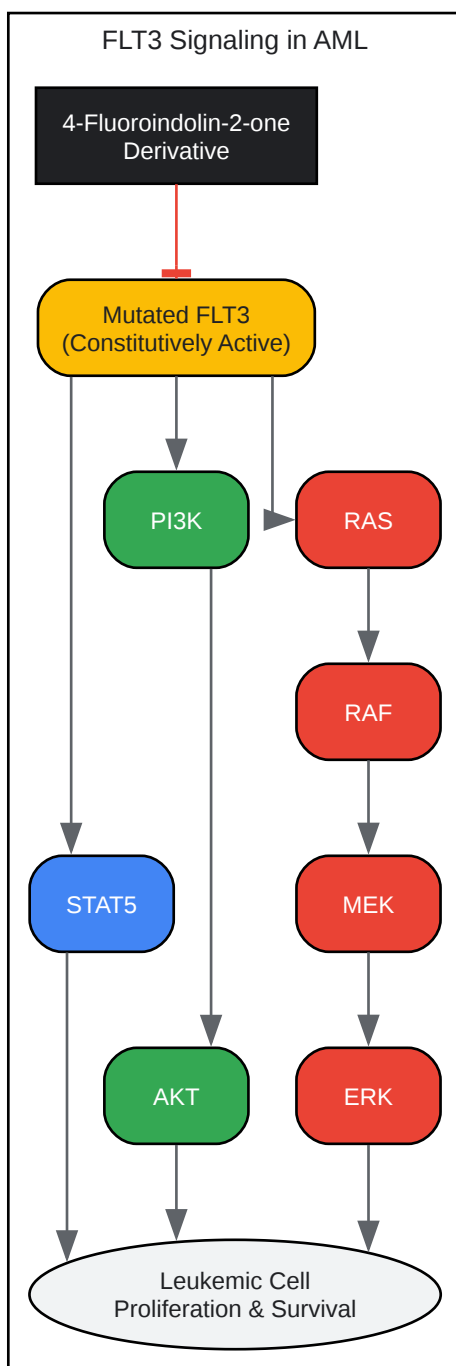 FLT3 Signaling in AML
4-Fluoroindolin-2-one
Derivative
Mutated FLT3
(Constitutively Active)
PI3K
RAS
RAF
STAT5
MEK
AKT
ERK
Leukemic Cell
Proliferation & Survival